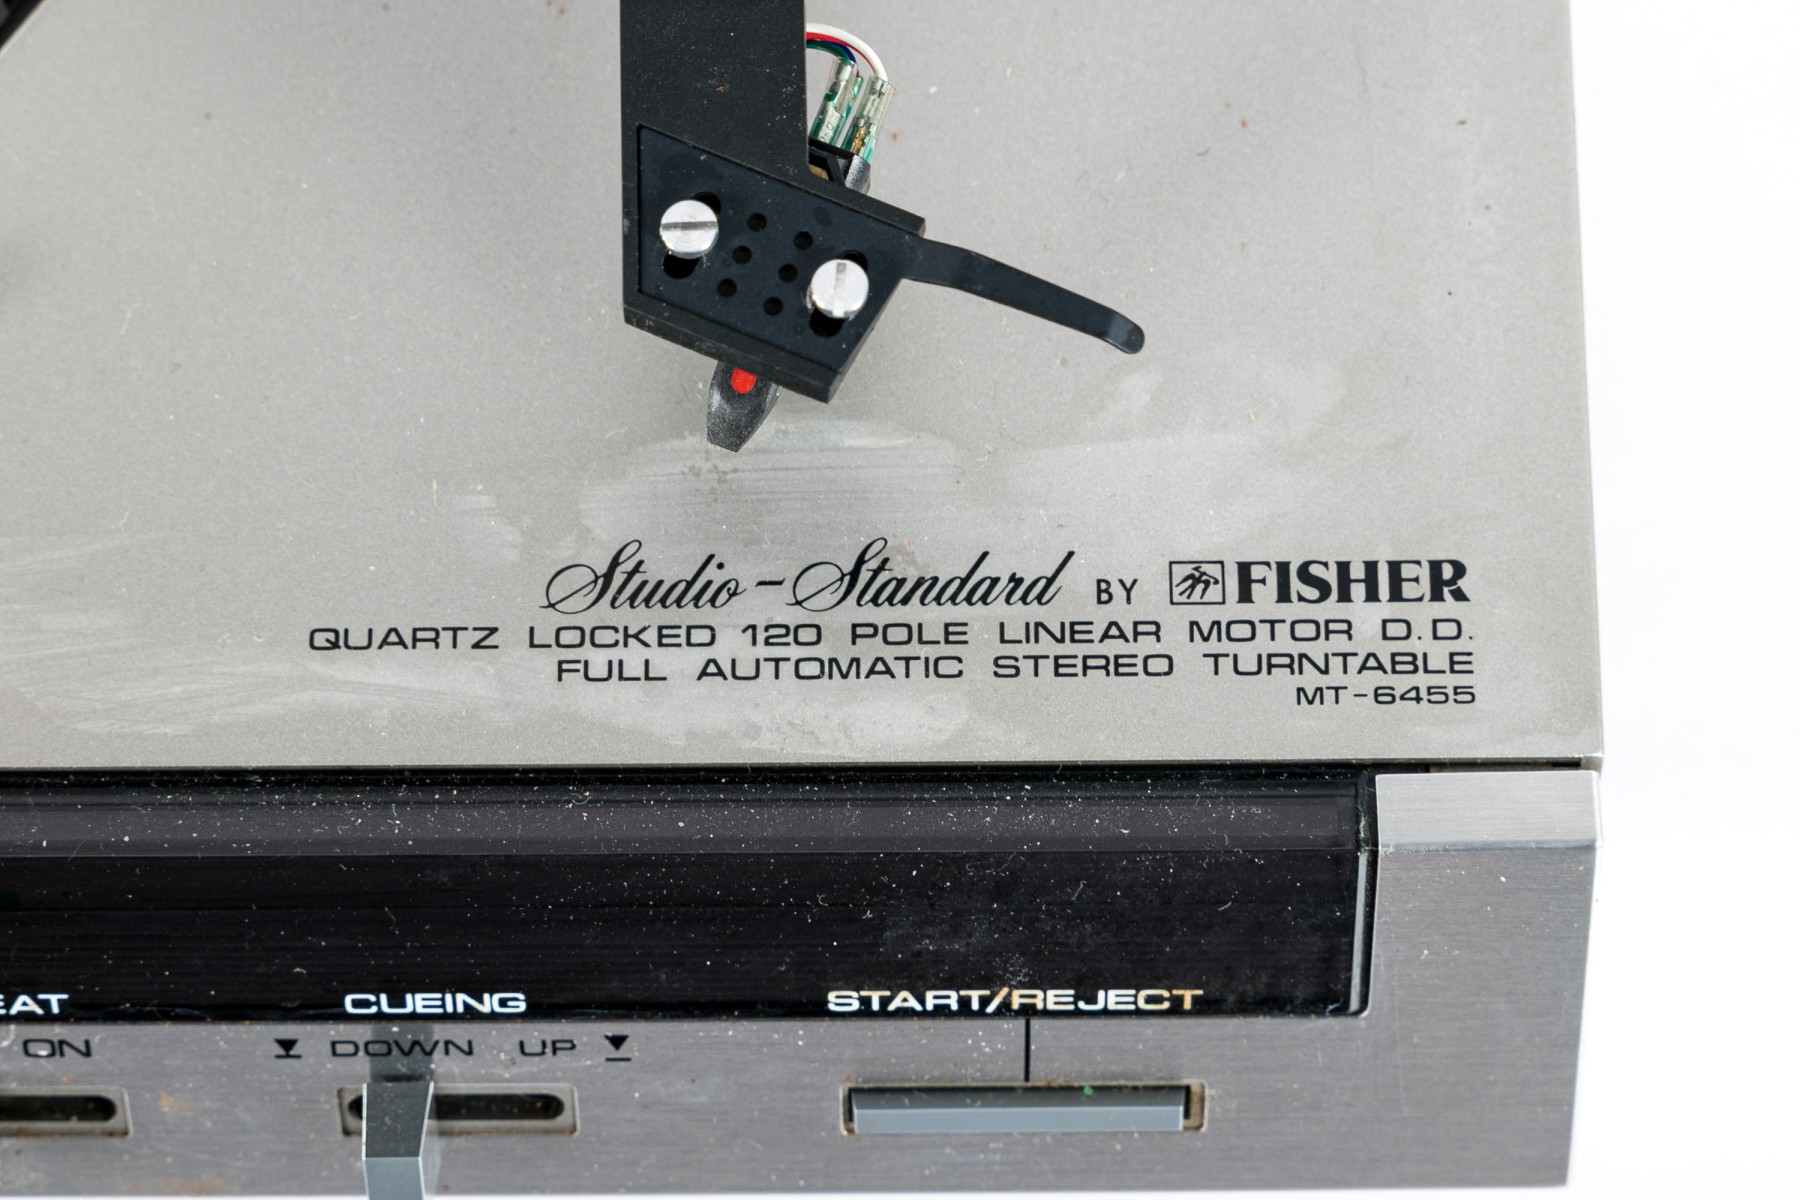 Studio-Standard BY FISHER
QUARTZ LOCKED 120 POLE LINEAR MOTOR D.D.
FULL AUTOMATIC STEREO TURNTABLE
MT-6455
EAT CUEING START/REJECT
ON DOWN UP